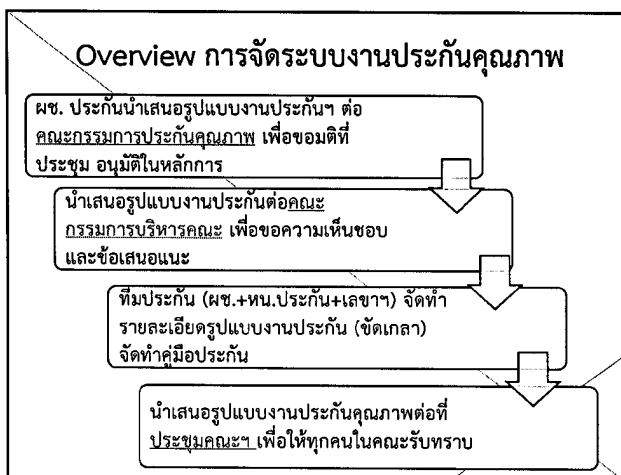 Overview การจัดระบบงานประกันคุณภาพ
ผช. ประกันนำเสนอรูปแบบงานประกันฯ ต่อ
คณะกรรมการประกันคุณภาพ เพื่อขอมติที่
ประชุม อนุมัติในหลักการ
นำเสนอรูปแบบงานประกันต่อคณะ
กรรมการบริหารคณะ เพื่อขอความเห็นชอบ
และข้อเสนอแนะ
ทีมประกัน (ผช.+หน.ประกัน+เลขาฯ) จัดทำ
รายละเอียดรูปแบบงานประกัน (ขัดเกลา)
จัดทำคู่มือประกัน
นำเสนอรูปแบบงานประกันคุณภาพต่อที่
ประชุมคณะฯ เพื่อให้ทุกคนในคณะรับทราบ